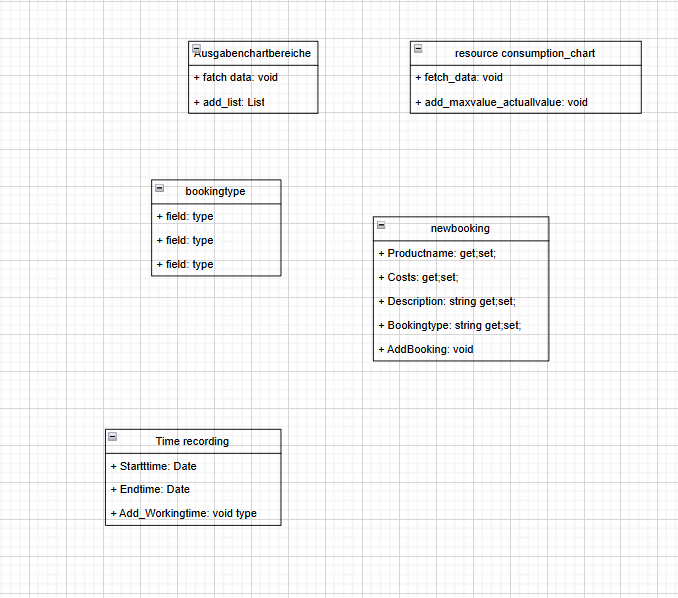 Ausgabenchartbereiche
+ fatch data: void
+ add_list: List
resource consumption_chart
+ fetch_data: void
+ add_maxvalue_actuallvalue: void
bookingtype
+ field: type
+ field: type
+ field: type
newbooking
+ Productname: get;set;
+ Costs: get;set;
+ Description: string get;set;
+ Bookingtype: string get;set;
+ AddBooking: void
Time recording
+ Startttime: Date
+ Endtime: Date
+ Add_Workingtime: void type